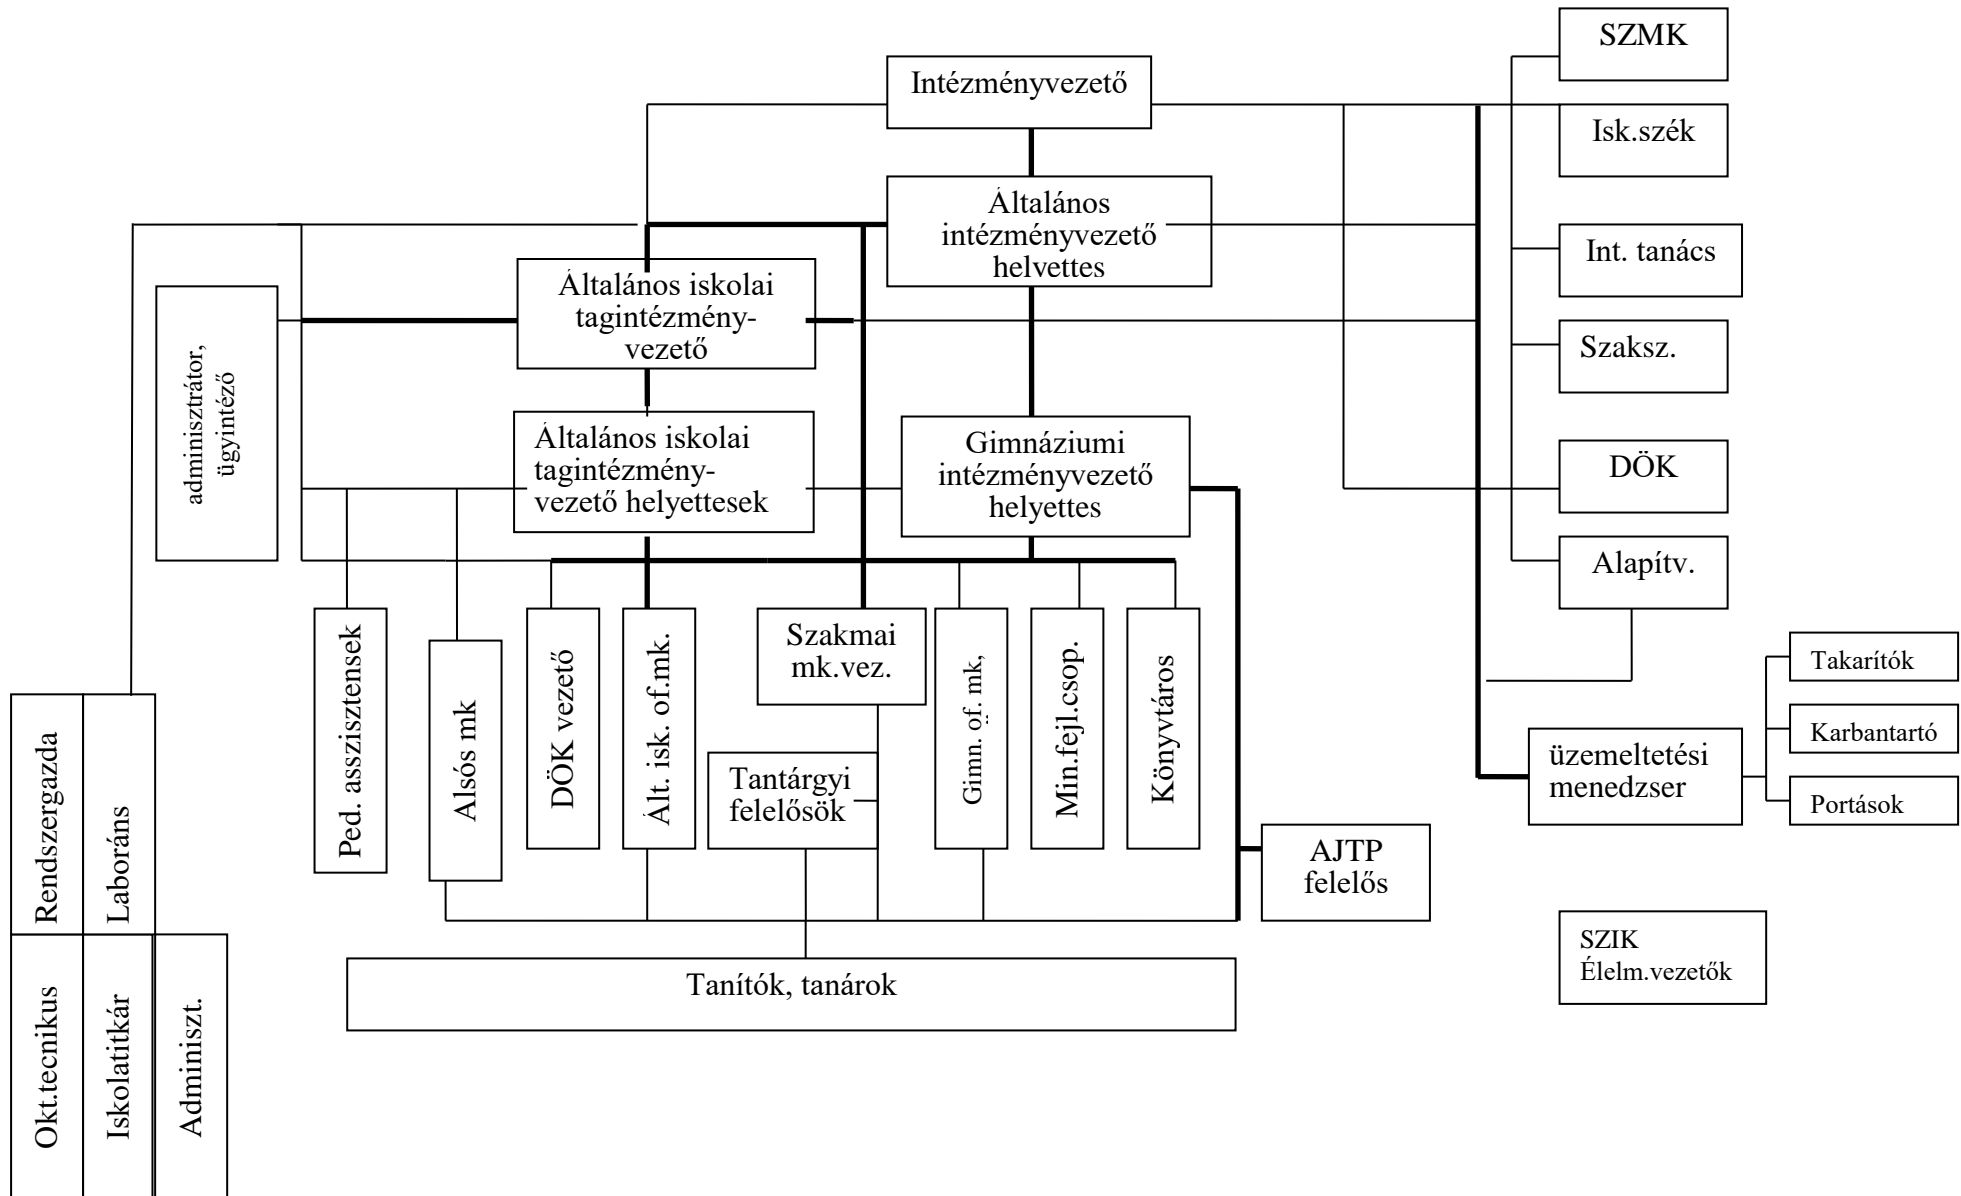 SZMK
Intézményvezető
Isk.szék
Általános
intézményvezető
helvettes
Int. tanács
Általános iskolai
tagintézmény-
vezető
Szaksz.
adminisztrátor,
ügyintéző
Általános iskolai
tagintézmény-
vezető helyettesek
Gimnáziumi
intézményvezető
helyettes
DÖK
Alapítv.
Ped. asszisztensek
Alsós mk
DÖK vezető
Ált. isk. of.mk.
Szakmai
mk.vez.
Tantárgyi
felelősök
Gimn. of. mk,
Min.fejl.csop.
Könyvtáros
Takarítók
Karbantartó
Portások
üzemeltetési
menedzser
AJTP
felelős
Rendszergazda
Laboráns
SZIK
Élelm.vezetők
Tanítók, tanárok
Okt.tecnikus
Iskolatitkár
Adminiszt.